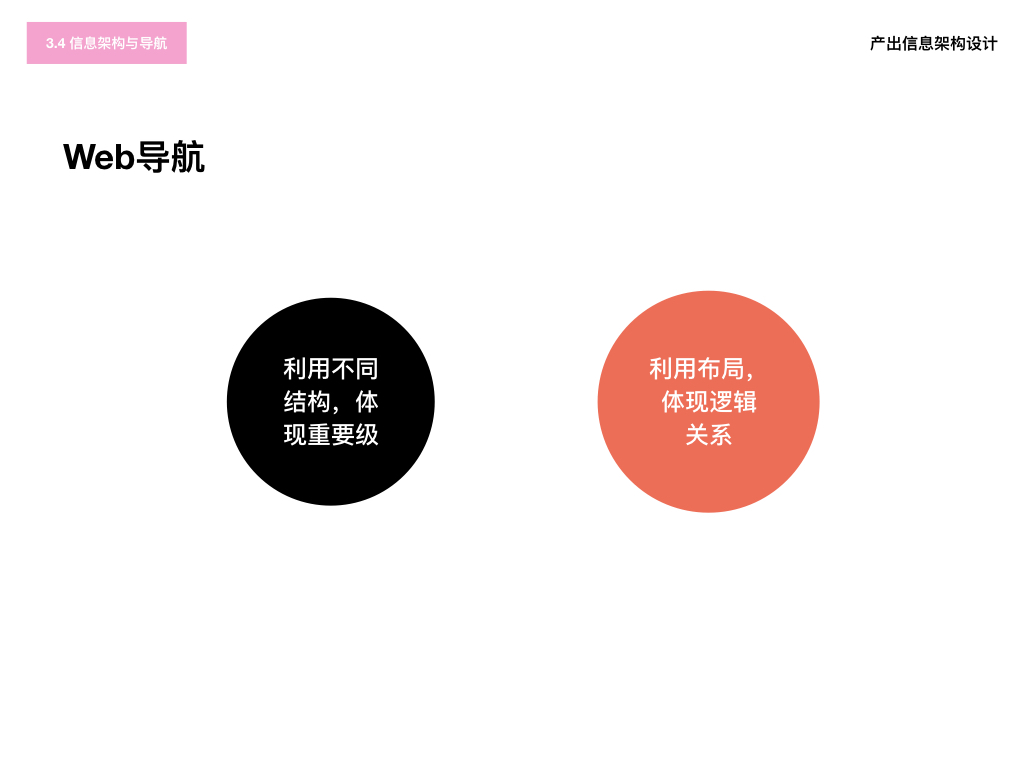 3.4 信息架构与导航
产出信息架构设计
Web导航
利用不同
结构，体
现重要级
利用布局，
体现逻辑
关系